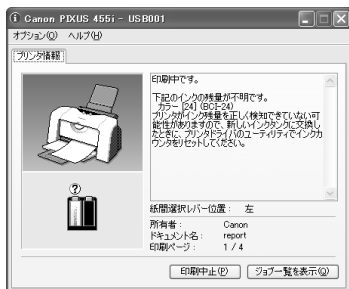 Canon PIXUS 455i - USB001
オプション(O) ヘルプ(H)
プリンタ情報
印刷中です。
下記のインクの残量が不明です。
カラー [24] (BCI-24)
プリンタがインク残量を正しく検知できていない可
能性がありますので、新しいインクタンクに交換し
たときに、プリンタドライバのユーティリティでインクカ
ウンタをリセットしてください。
?
紙間選択レバー位置： 左
所有者： Canon
ドキュメント名： report
印刷ページ： 1 / 4
印刷中止(P) ジョブ一覧を表示(Q)